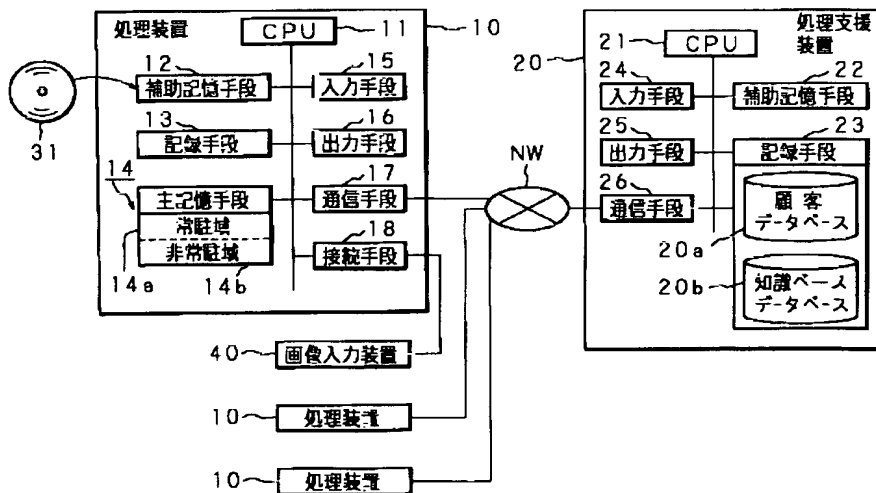 処理装置
CPU
11
10
12
補助記憶手段
15
入力手段
13
記録手段
16
出力手段
14
主記憶手段
常駐域
非常駐域
14a
14b
17
通信手段
18
接続手段
31
NW
処理支援
装置
20
21
CPU
24
入力手段
22
補助記憶手段
25
出力手段
23
記録手段
26
通信手段
顧客
データベース
20a
知識ベース
データベース
20b
40
画像入力装置
10
処理装置
10
処理装置